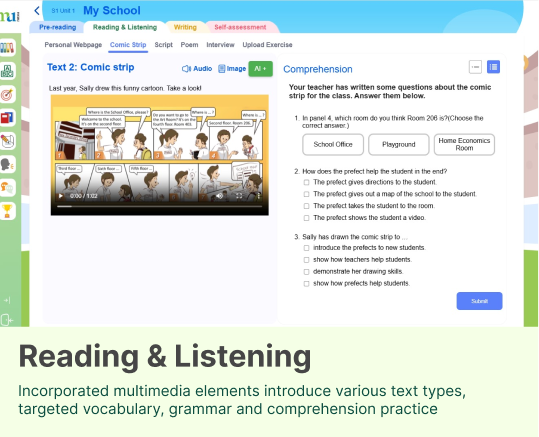 mui
S1 Unit 1 My School
Pre-reading Reading & Listening Writing Self-assessment
Personal Webpage Comic Strip Script Poem Interview Upload Exercise
Text 2: Comic strip
Audio Image AI +
Last year, Sally drew this funny cartoon. Take a look!
Where is the School Office, please?
Welcome to the school. It's on the second floor.
Where is ...?
Do you want to go to the Art Room? It's on the fourth floor. Room 403.
Where is ...?
Second floor. Room 206.
Third floor ...
Sixth floor ...
Fifth floor ...
0:00 / 1:02
Comprehension
Your teacher has written some questions about the comic
strip for the class. Answer them below.
1. In panel 4, which room do you think Room 206 is?(Choose the
correct answer.)
School Office
Playground
Home Economics
Room
2. How does the prefect help the student in the end?
The prefect gives directions to the student.
The prefect gives out a map of the school to the student.
The prefect takes the student to the room.
The prefect shows the student a video.
3. Sally has drawn the comic strip to ...
introduce the prefects to new students.
show how teachers help students.
demonstrate her drawing skills.
show how prefects help students.
Submit
Reading & Listening
Incorporated multimedia elements introduce various text types,
targeted vocabulary, grammar and comprehension practice